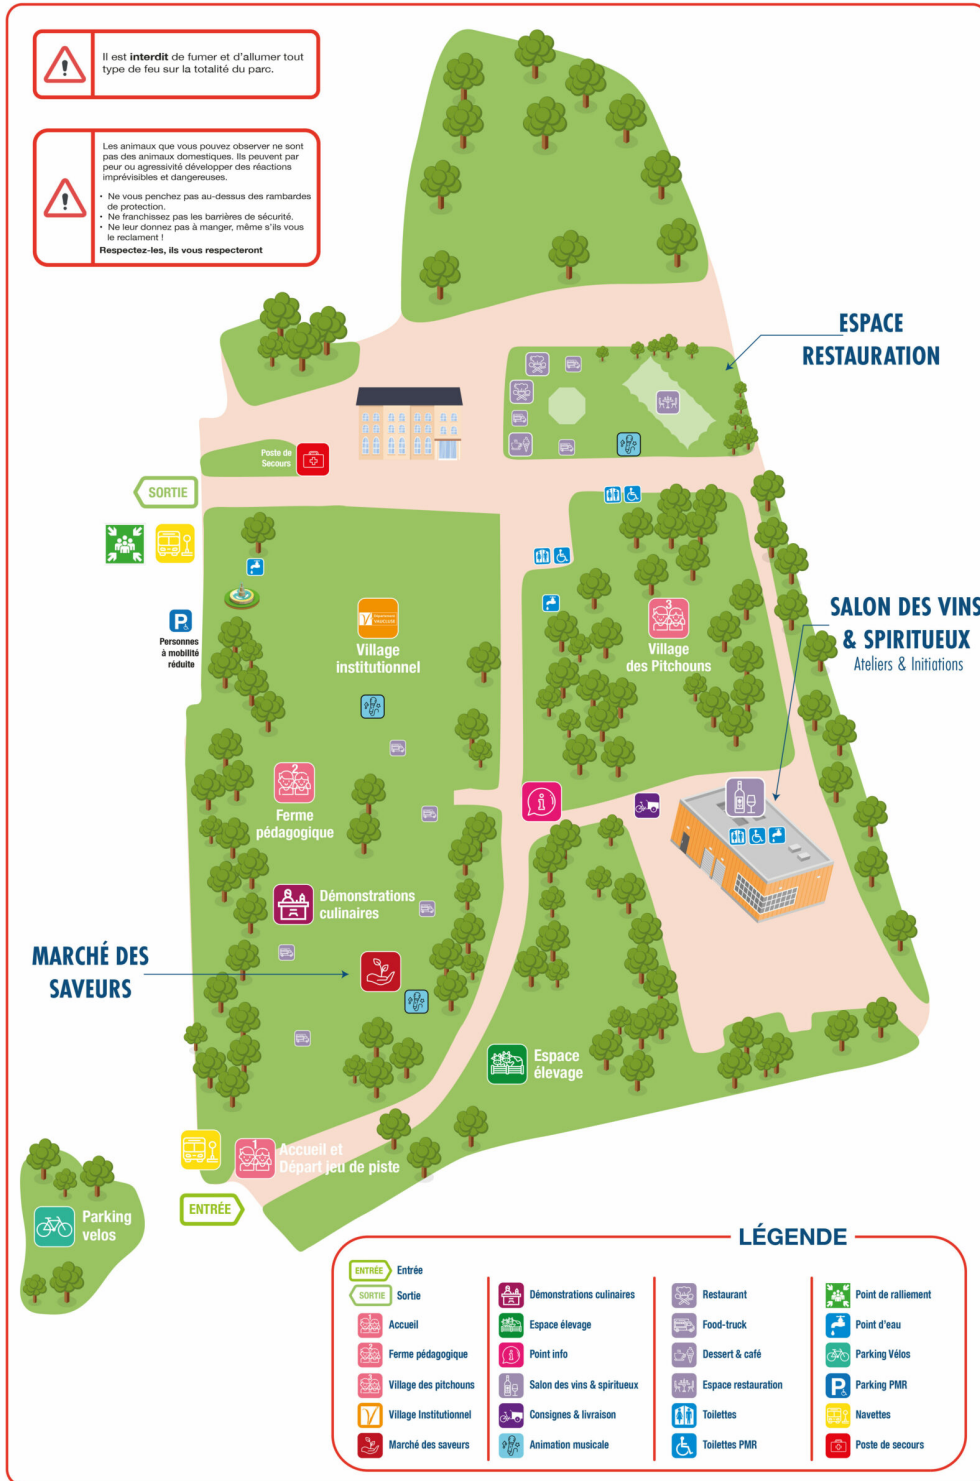 Il est interdit de fumer et d'allumer tout
type de feu sur la totalité du parc.
Les animaux que vous pouvez observer ne sont
pas des animaux domestiques. Ils peuvent par
peur ou agressivité développer des réactions
imprévisibles et dangereuses.
• Ne vous penchez pas au-dessus des rambardes
de protection.
• Ne franchissez pas les barrières de sécurité.
• Ne leur donnez pas à manger, même s'ils vous
le reclament !
Respectez-les, ils vous respecteront
ESPACE
RESTAURATION
Poste de
Secours
SORTIE
P
Personnes
à mobilité
réduite
Village
institutionnel
3
Village
des Pitchouns
SALON DES VINS
& SPIRITUEUX
Ateliers & Initiations
2
Ferme
pédagogique
Démonstrations
culinaires
MARCHÉ DES
SAVEURS
Espace
élevage
1
Accueil et
Départ jeu de piste
ENTRÉE
Parking
velos
LÉGENDE
ENTRÉE Entrée
SORTIE Sortie
Accueil
Ferme pédagogique
Village des pitchouns
Village Institutionnel
Marché des saveurs
Démonstrations culinaires
Espace élevage
Point info
Salon des vins & spiritueux
Consignes & livraison
Animation musicale
Restaurant
Food-truck
Dessert & café
Espace restauration
Toilettes
Toilettes PMR
Point de ralliement
Point d'eau
Parking Vélos
P Parking PMR
Navettes
Poste de secours